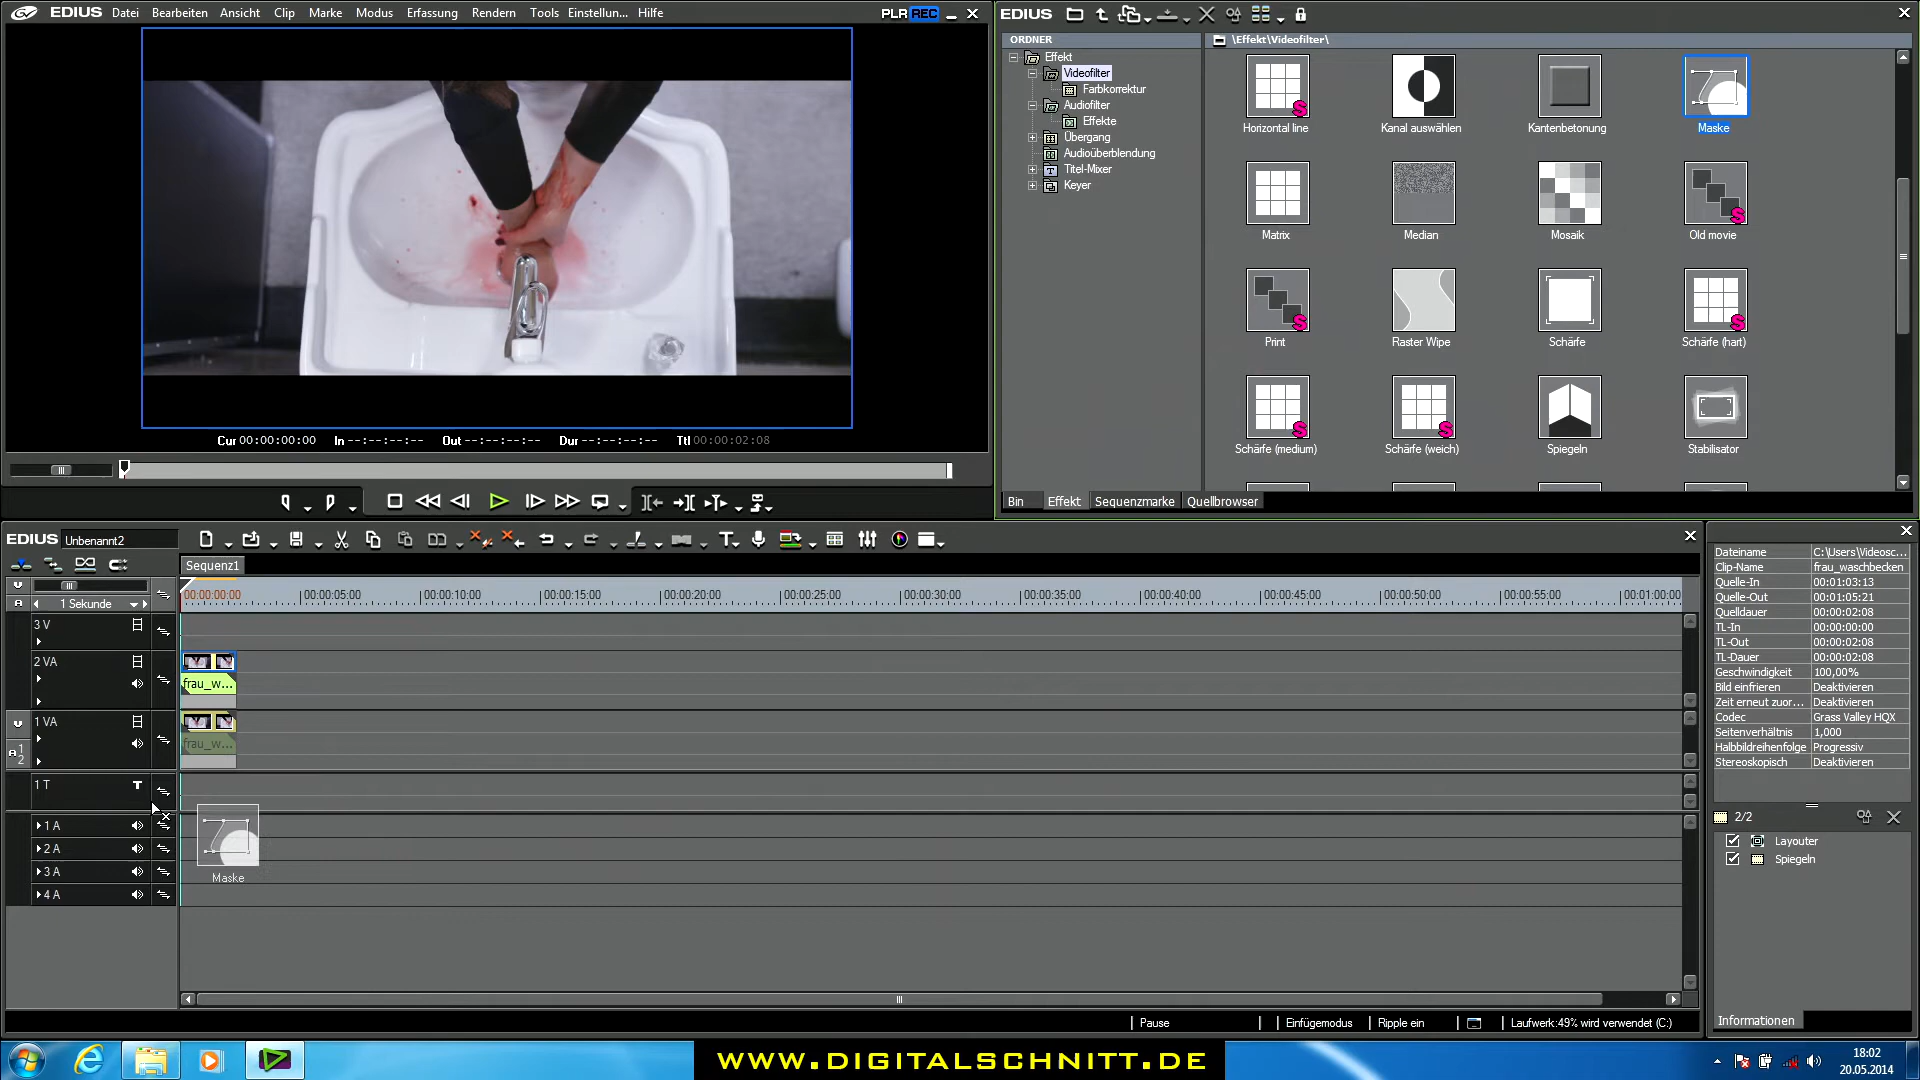 EDIUS Datei Bearbeiten Ansicht Clip Marke Modus Erfassung Rendern Tools Einstellun... Hilfe PLR REC
Cur 00:00:00:00 In --:--:--:-- Out --:--:--:-- Dur --:--:--:-- Ttl 00:00:02:08
EDIUS
ORDNER
Effekt
Videofilter
Farbkorrektur
Audiofilter
Effekte
Übergang
Audioüberblendung
Titel-Mixer
Keyer
\Effekt\Videofilter\
Horizontal line Kanal auswählen Kantenbetonung Maske
Matrix Median Mosaik Old movie
Print Raster Wipe Schärfe Schärfe (hart)
Schärfe (medium) Schärfe (weich) Spiegeln Stabilisator
Bin Effekt Sequenzmarke Quellbrowser
EDIUS Unbenannt2
Sequenz1
1 Sekunde
00:00:00:00 00:00:05:00 00:00:10:00 00:00:15:00 00:00:20:00 00:00:25:00 00:00:30:00 00:00:35:00 00:00:40:00 00:00:45:00 00:00:50:00 00:00:55:00 00:01:00:00
3 V
2 VA
frau_w...
1 VA
frau_w...
A 1
2
1 T T
1 A
2 A
3 A
4 A
Maske
Dateiname C:\Users\Videosc...
Clip-Name frau_waschbecken
Quelle-In 00:01:03:13
Quelle-Out 00:01:05:21
Quelldauer 00:00:02:08
TL-In 00:00:00:00
TL-Out 00:00:02:08
TL-Dauer 00:00:02:08
Geschwindigkeit 100,00%
Bild einfrieren Deaktivieren
Zeit erneut zuor... Deaktivieren
Codec Grass Valley HQX
Seitenverhältnis 1,000
Halbbildreihenfolge Progressiv
Stereoskopisch Deaktivieren
2/2
Layouter
Spiegeln
Informationen
Pause Einfügemodus Ripple ein Laufwerk:49% wird verwendet (C:)
WWW.DIGITALSCHNITT.DE
18:02
20.05.2014